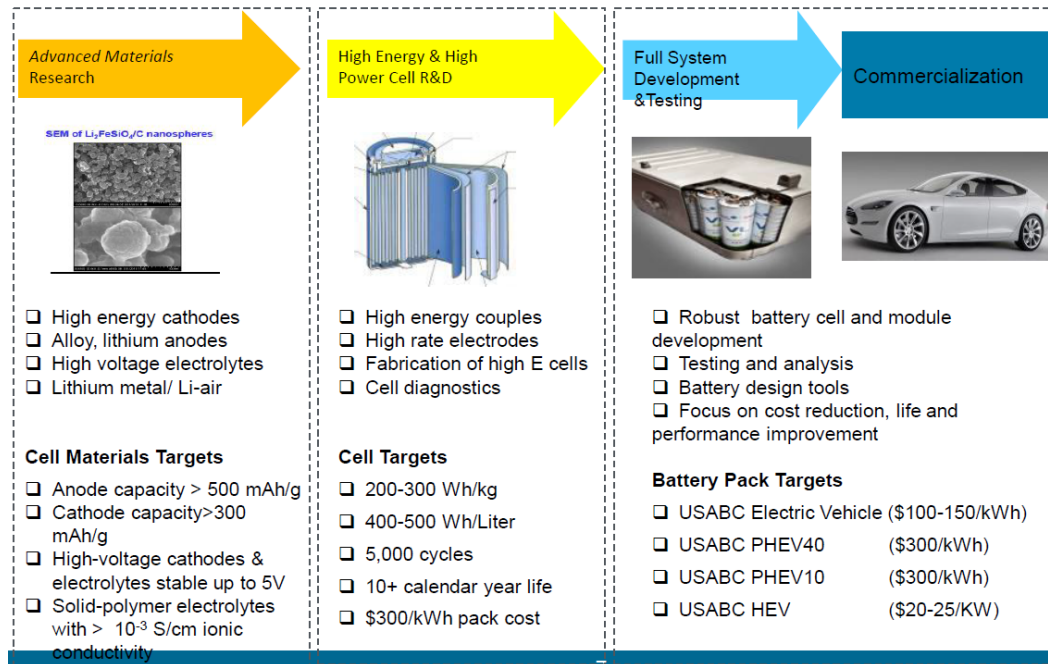 Advanced Materials
Research
SEM of Li₂FeSiO₄/C nanospheres
❑ High energy cathodes
❑ Alloy, lithium anodes
❑ High voltage electrolytes
❑ Lithium metal/ Li-air
Cell Materials Targets
❑ Anode capacity > 500 mAh/g
❑ Cathode capacity>300
mAh/g
❑ High-voltage cathodes &
electrolytes stable up to 5V
❑ Solid-polymer electrolytes
with > 10⁻³ S/cm ionic
conductivity
High Energy & High
Power Cell R&D
❑ High energy couples
❑ High rate electrodes
❑ Fabrication of high E cells
❑ Cell diagnostics
Cell Targets
❑ 200-300 Wh/kg
❑ 400-500 Wh/Liter
❑ 5,000 cycles
❑ 10+ calendar year life
❑ $300/kWh pack cost
Full System
Development
&Testing
Commercialization
❑ Robust battery cell and module
development
❑ Testing and analysis
❑ Battery design tools
❑ Focus on cost reduction, life and
performance improvement
Battery Pack Targets
❑ USABC Electric Vehicle ($100-150/kWh)
❑ USABC PHEV40 ($300/kWh)
❑ USABC PHEV10 ($300/kWh)
❑ USABC HEV ($20-25/KW)